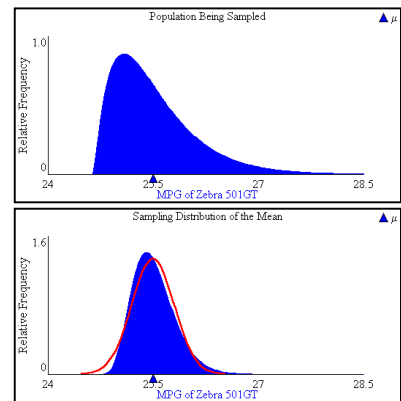 Population Being Sampled
▲ μ
1.0
Relative Frequency
0
24 25.5 27 28.5
MPG of Zebra 501GT
Sampling Distribution of the Mean
▲ μ
1.6
Relative Frequency
0
24 25.5 27 28.5
MPG of Zebra 501GT